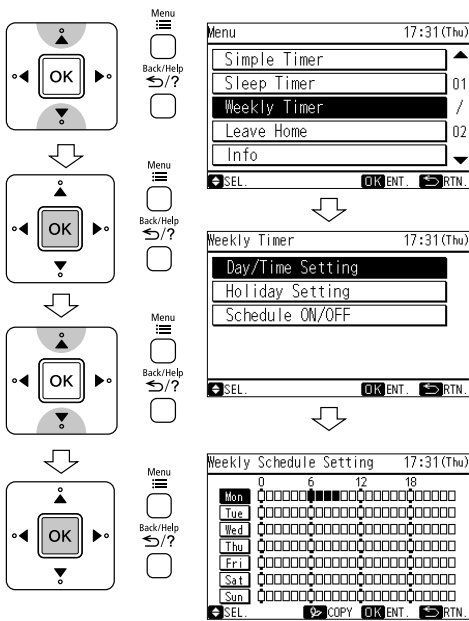 Menu
Back/Help
/?
OK
Menu 17:31(Thu)
Simple Timer
Sleep Timer 01
Weekly Timer /
Leave Home 02
Info
SEL. OK ENT. RTN.
Menu
Back/Help
/?
OK
Weekly Timer 17:31(Thu)
Day/Time Setting
Holiday Setting
Schedule ON/OFF
SEL. OK ENT. RTN.
Menu
Back/Help
/?
OK
Menu
Back/Help
/?
OK
Weekly Schedule Setting 17:31(Thu)
0 6 12 18
Mon
Tue
Wed
Thu
Fri
Sat
Sun
SEL. COPY OK ENT. RTN.